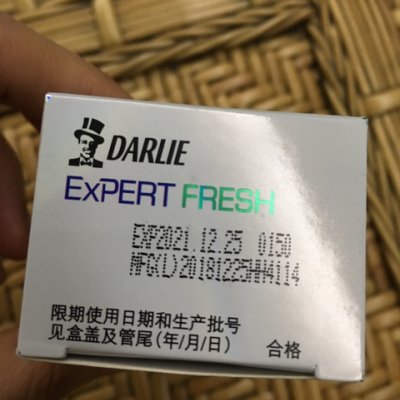 DARLIE
EXPERT FRESH
EXP2021.12.25 0150
MFG(L)20181225HH4114
限期使用日期和生产批号
见盒盖及管尾(年/月/日) 合格